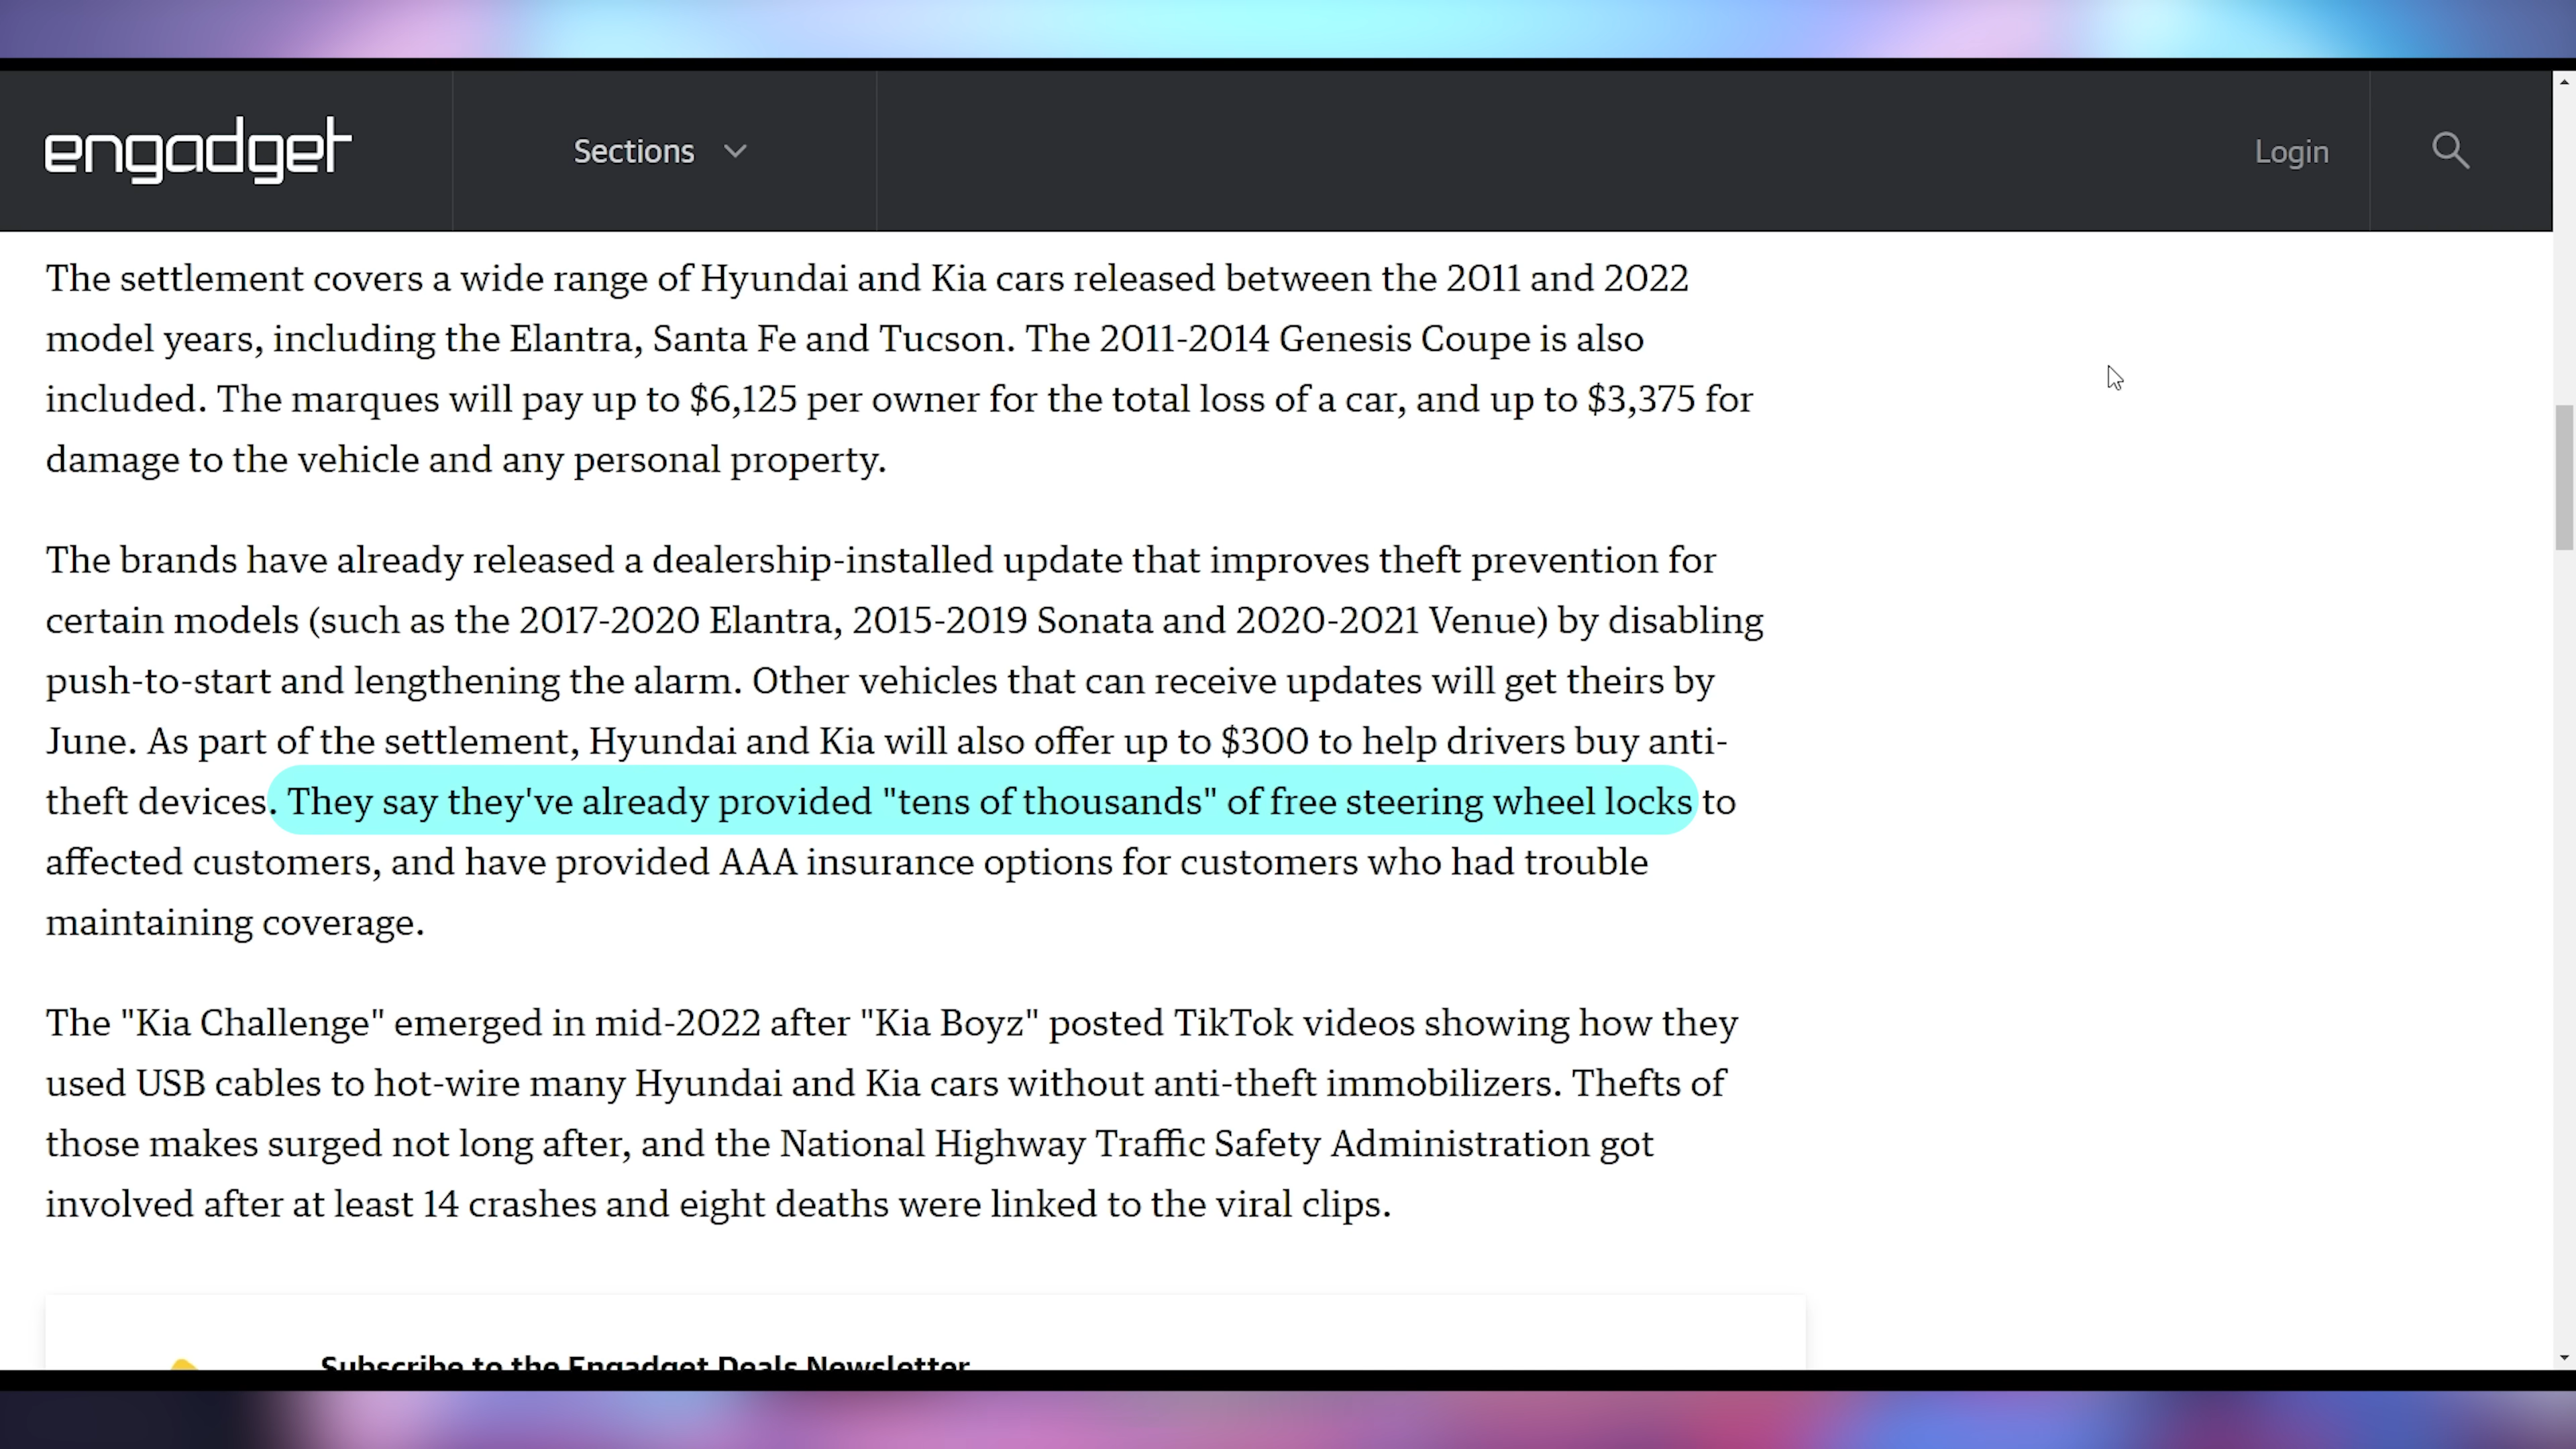 engadget
Sections
Login
The settlement covers a wide range of Hyundai and Kia cars released between the 2011 and 2022
model years, including the Elantra, Santa Fe and Tucson. The 2011-2014 Genesis Coupe is also
included. The marques will pay up to $6,125 per owner for the total loss of a car, and up to $3,375 for
damage to the vehicle and any personal property.
The brands have already released a dealership-installed update that improves theft prevention for
certain models (such as the 2017-2020 Elantra, 2015-2019 Sonata and 2020-2021 Venue) by disabling
push-to-start and lengthening the alarm. Other vehicles that can receive updates will get theirs by
June. As part of the settlement, Hyundai and Kia will also offer up to $300 to help drivers buy anti-
theft devices. They say they've already provided "tens of thousands" of free steering wheel locks to
affected customers, and have provided AAA insurance options for customers who had trouble
maintaining coverage.
The "Kia Challenge" emerged in mid-2022 after "Kia Boyz" posted TikTok videos showing how they
used USB cables to hot-wire many Hyundai and Kia cars without anti-theft immobilizers. Thefts of
those makes surged not long after, and the National Highway Traffic Safety Administration got
involved after at least 14 crashes and eight deaths were linked to the viral clips.
Subscribe to the Engadget Deals Newsletter